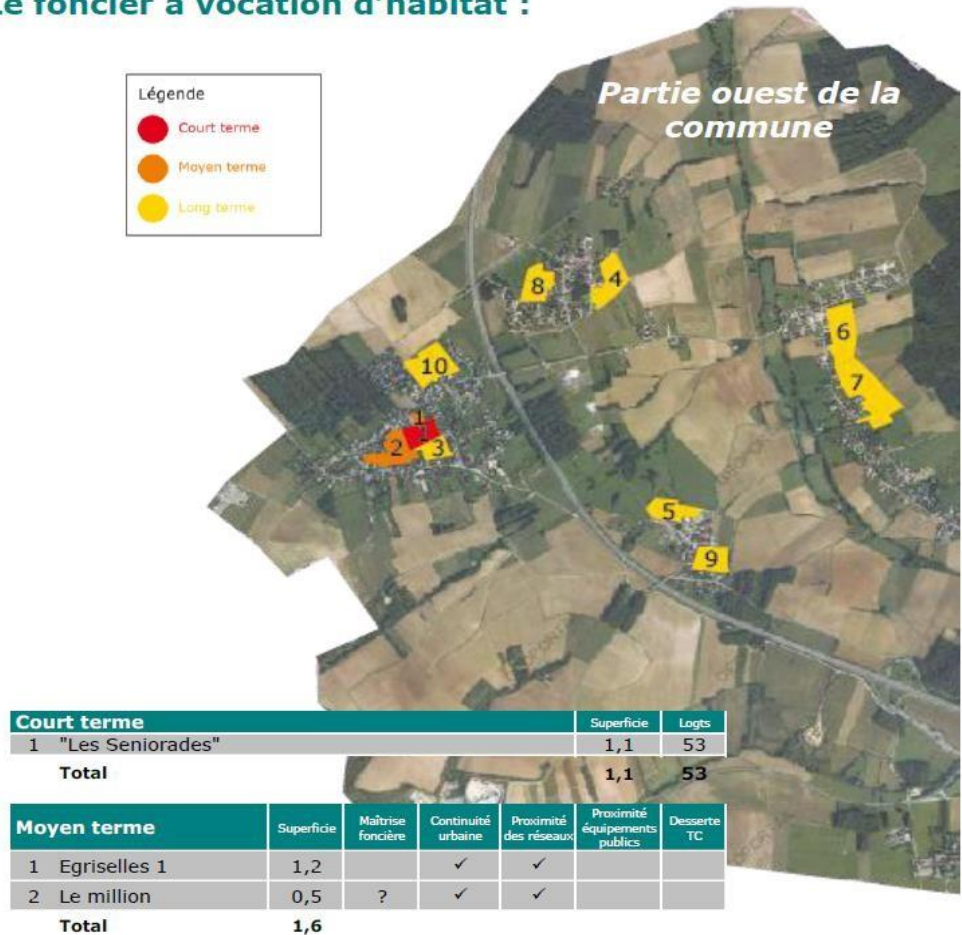 Le foncier à vocation d'habitat :
Partie ouest de la
commune
Légende
Court terme
Moyen terme
Long terme
8
4
6
10
7
1
1
2
3
5
9
Court terme Superficie Logts
1 "Les Seniorades" 1,1 53
Total 1,1 53
Moyen terme Superficie Maîtrise foncière Continuité urbaine Proximité des réseaux Proximité équipements publics Desserte TC
1 Egriselles 1 1,2 ✓ ✓
2 Le million 0,5 ? ✓ ✓
Total 1,6